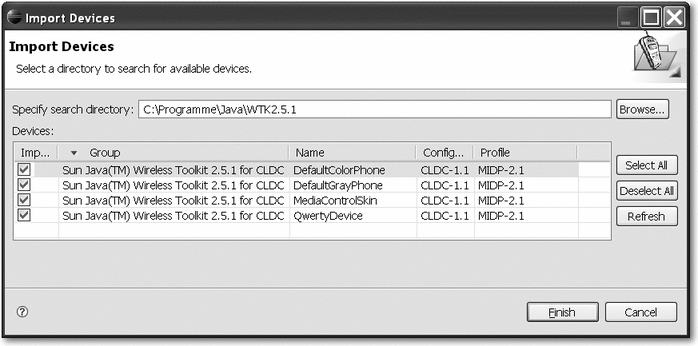 Import Devices
Import Devices
Select a directory to search for available devices.
Specify search directory: C:\Programme\Java\WTK2.5.1 Browse...
Devices:
Imp... Group Name Config... Profile
Sun Java(TM) Wireless Toolkit 2.5.1 for CLDC DefaultColorPhone CLDC-1.1 MIDP-2.1 Select All
Sun Java(TM) Wireless Toolkit 2.5.1 for CLDC DefaultGrayPhone CLDC-1.1 MIDP-2.1 Deselect All
Sun Java(TM) Wireless Toolkit 2.5.1 for CLDC MediaControlSkin CLDC-1.1 MIDP-2.1
Sun Java(TM) Wireless Toolkit 2.5.1 for CLDC QwertyDevice CLDC-1.1 MIDP-2.1 Refresh
? Finish Cancel